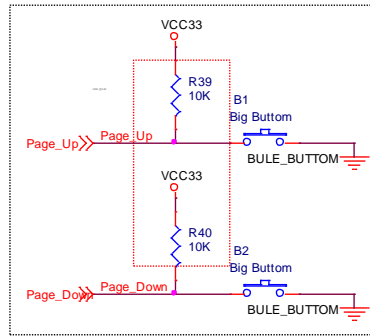 VCC33
R39
10K
B1
Big Buttom
Page_Up
Page_Up
BULE_BUTTOM
VCC33
R40
10K
B2
Big Buttom
Page_Down
Page_Down
BULE_BUTTOM